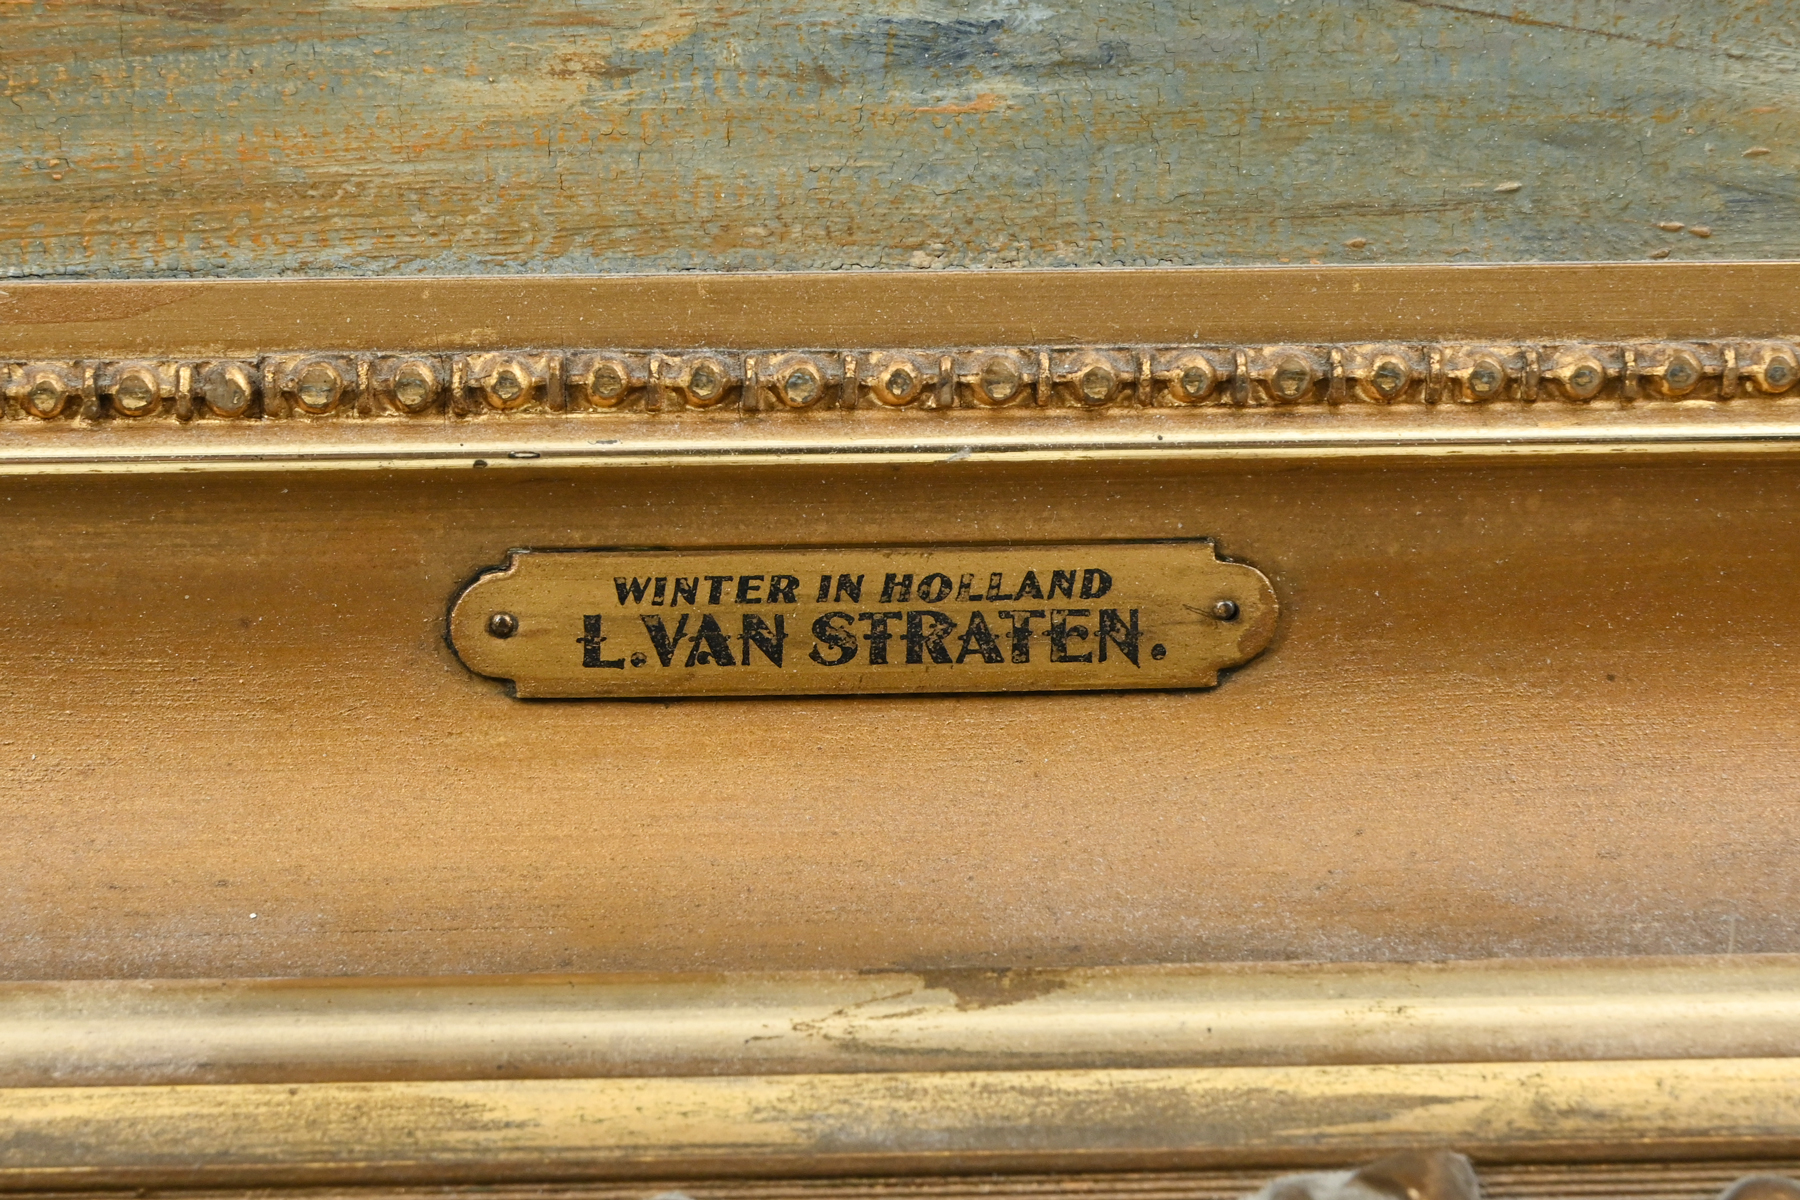 WINTER IN HOLLAND
L.VAN STRATEN.